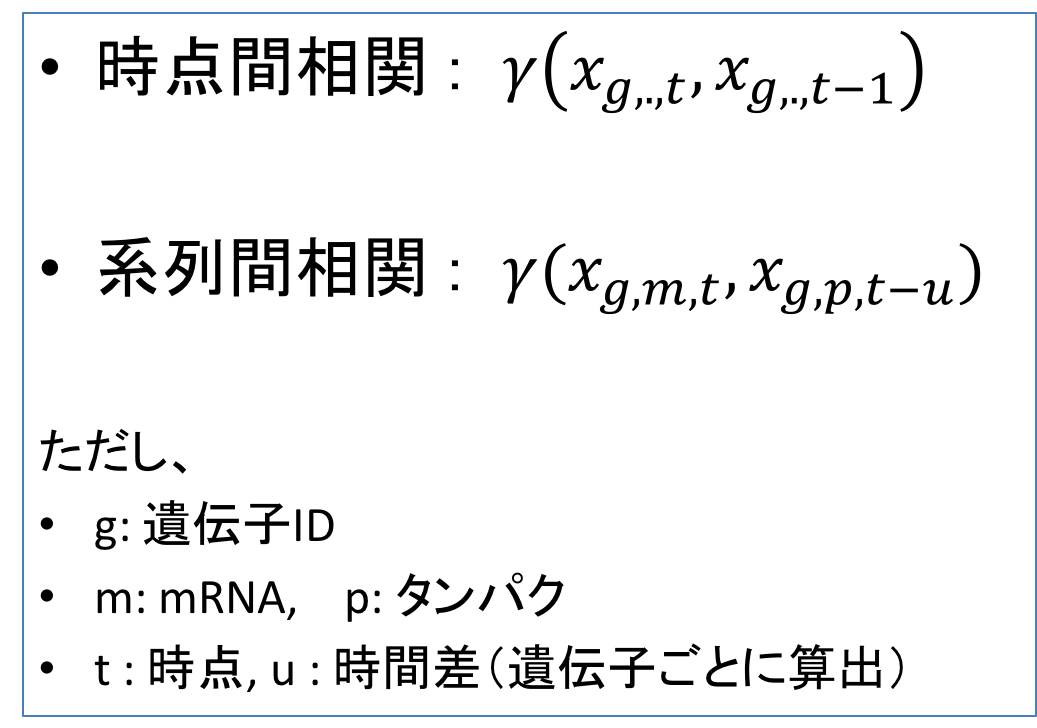 • 時点間相関： γ(x_{g,.,t}, x_{g,.,t−1})
• 系列間相関： γ(x_{g,m,t}, x_{g,p,t−u})
ただし、
• g: 遺伝子ID
• m: mRNA, p: タンパク
• t : 時点, u : 時間差（遺伝子ごとに算出）